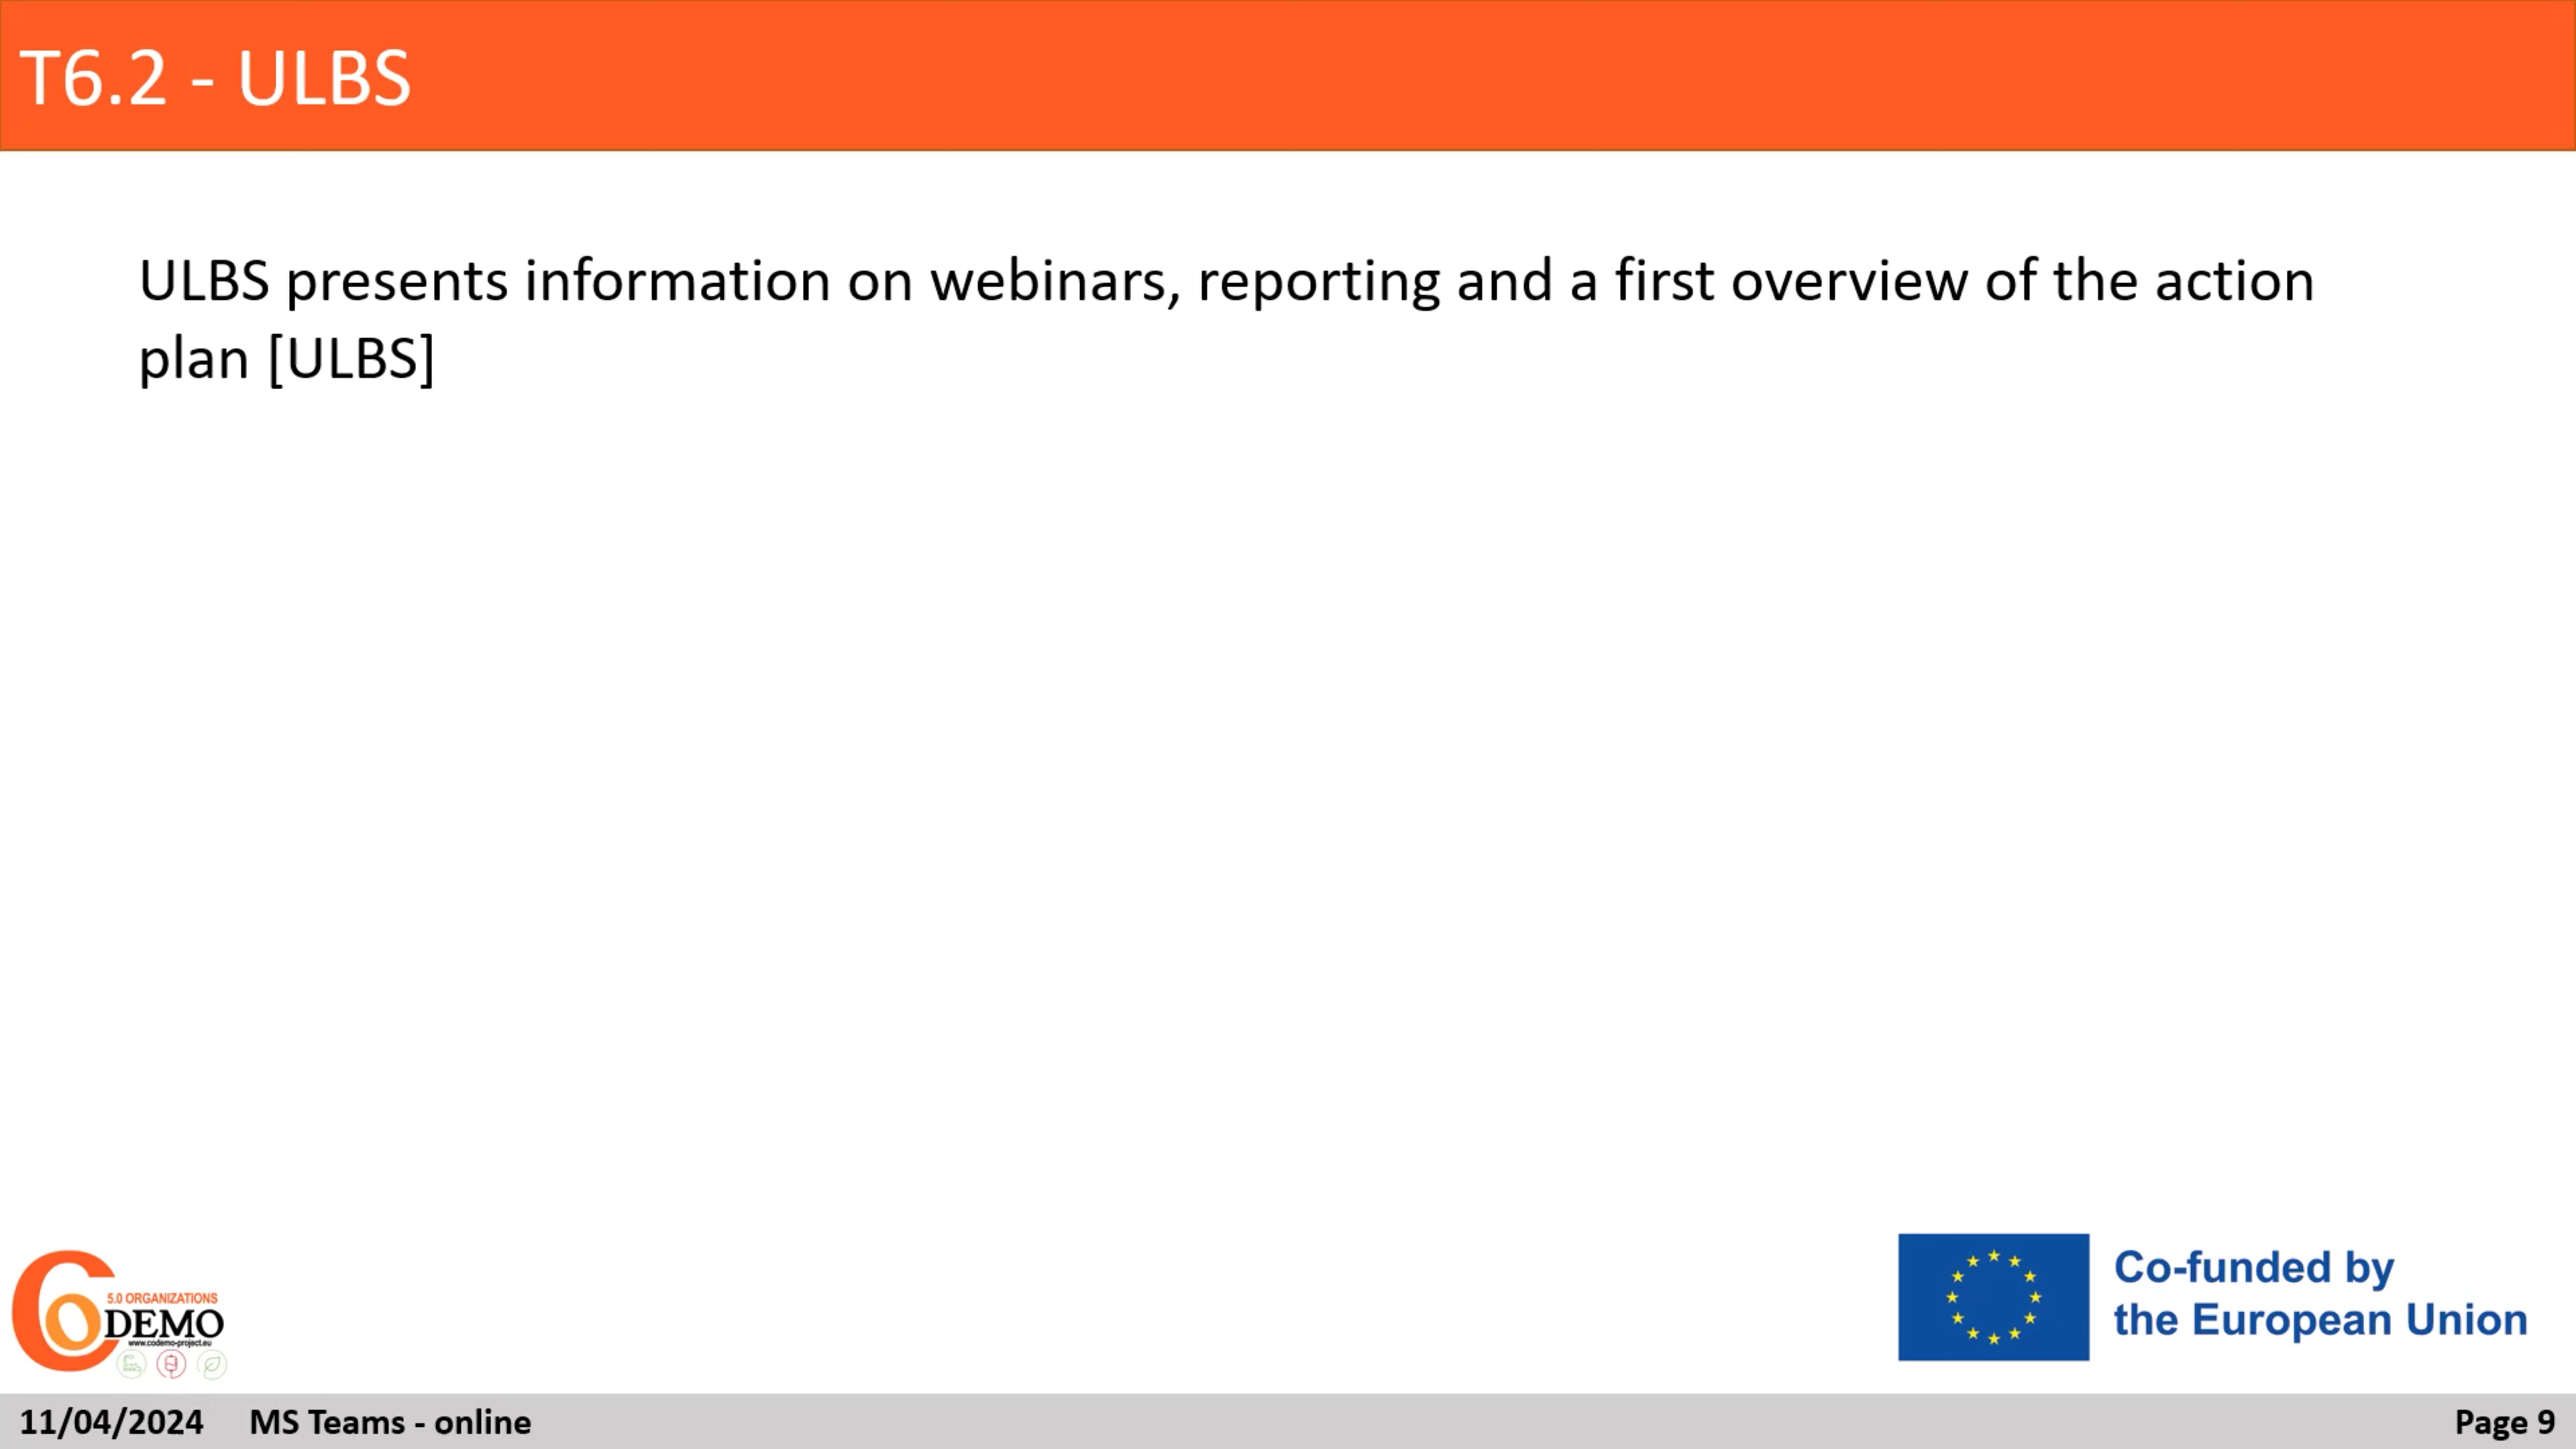 T6.2 - ULBS
ULBS presents information on webinars, reporting and a first overview of the action
plan [ULBS]
5.0 ORGANIZATIONS
CoDEMO
www.codemo-project.eu
Co-funded by
the European Union
11/04/2024 MS Teams - online Page 9